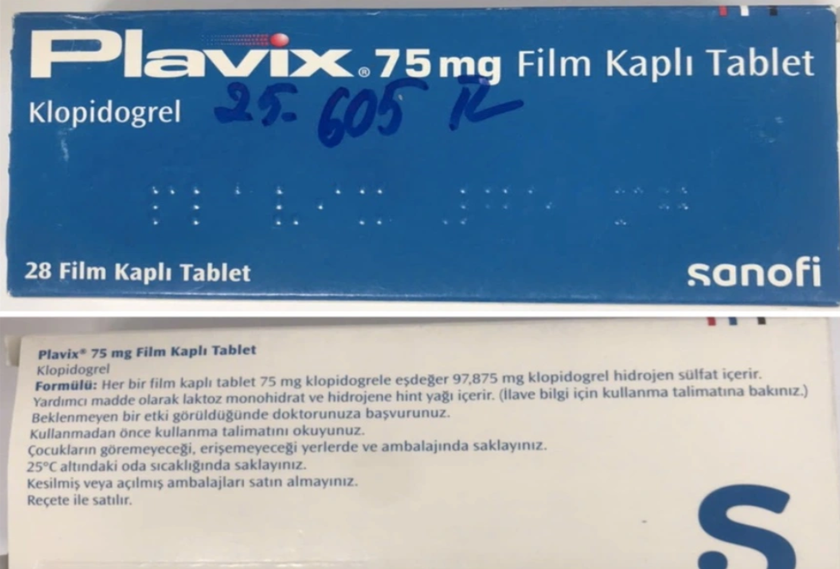 Plavix® 75 mg Film Kaplı Tablet
Klopidogrel
25. 605 TL
28 Film Kaplı Tablet
sanofi
Plavix® 75 mg Film Kaplı Tablet
Klopidogrel
Formülü: Her bir film kaplı tablet 75 mg klopidogrele eşdeğer 97,875 mg klopidogrel hidrojen sülfat içerir.
Yardımcı madde olarak laktoz monohidrat ve hidrojene hint yağı içerir. (İlave bilgi için kullanma talimatına bakınız.)
Beklenmeyen bir etki görüldüğünde doktorunuza başvurunuz.
Kullanmadan önce kullanma talimatını okuyunuz.
Çocukların göremeyeceği, erişemeyeceği yerlerde ve ambalajında saklayınız.
25°C altındaki oda sıcaklığında saklayınız.
Kesilmiş veya açılmış ambalajları satın almayınız.
Reçete ile satılır.
S